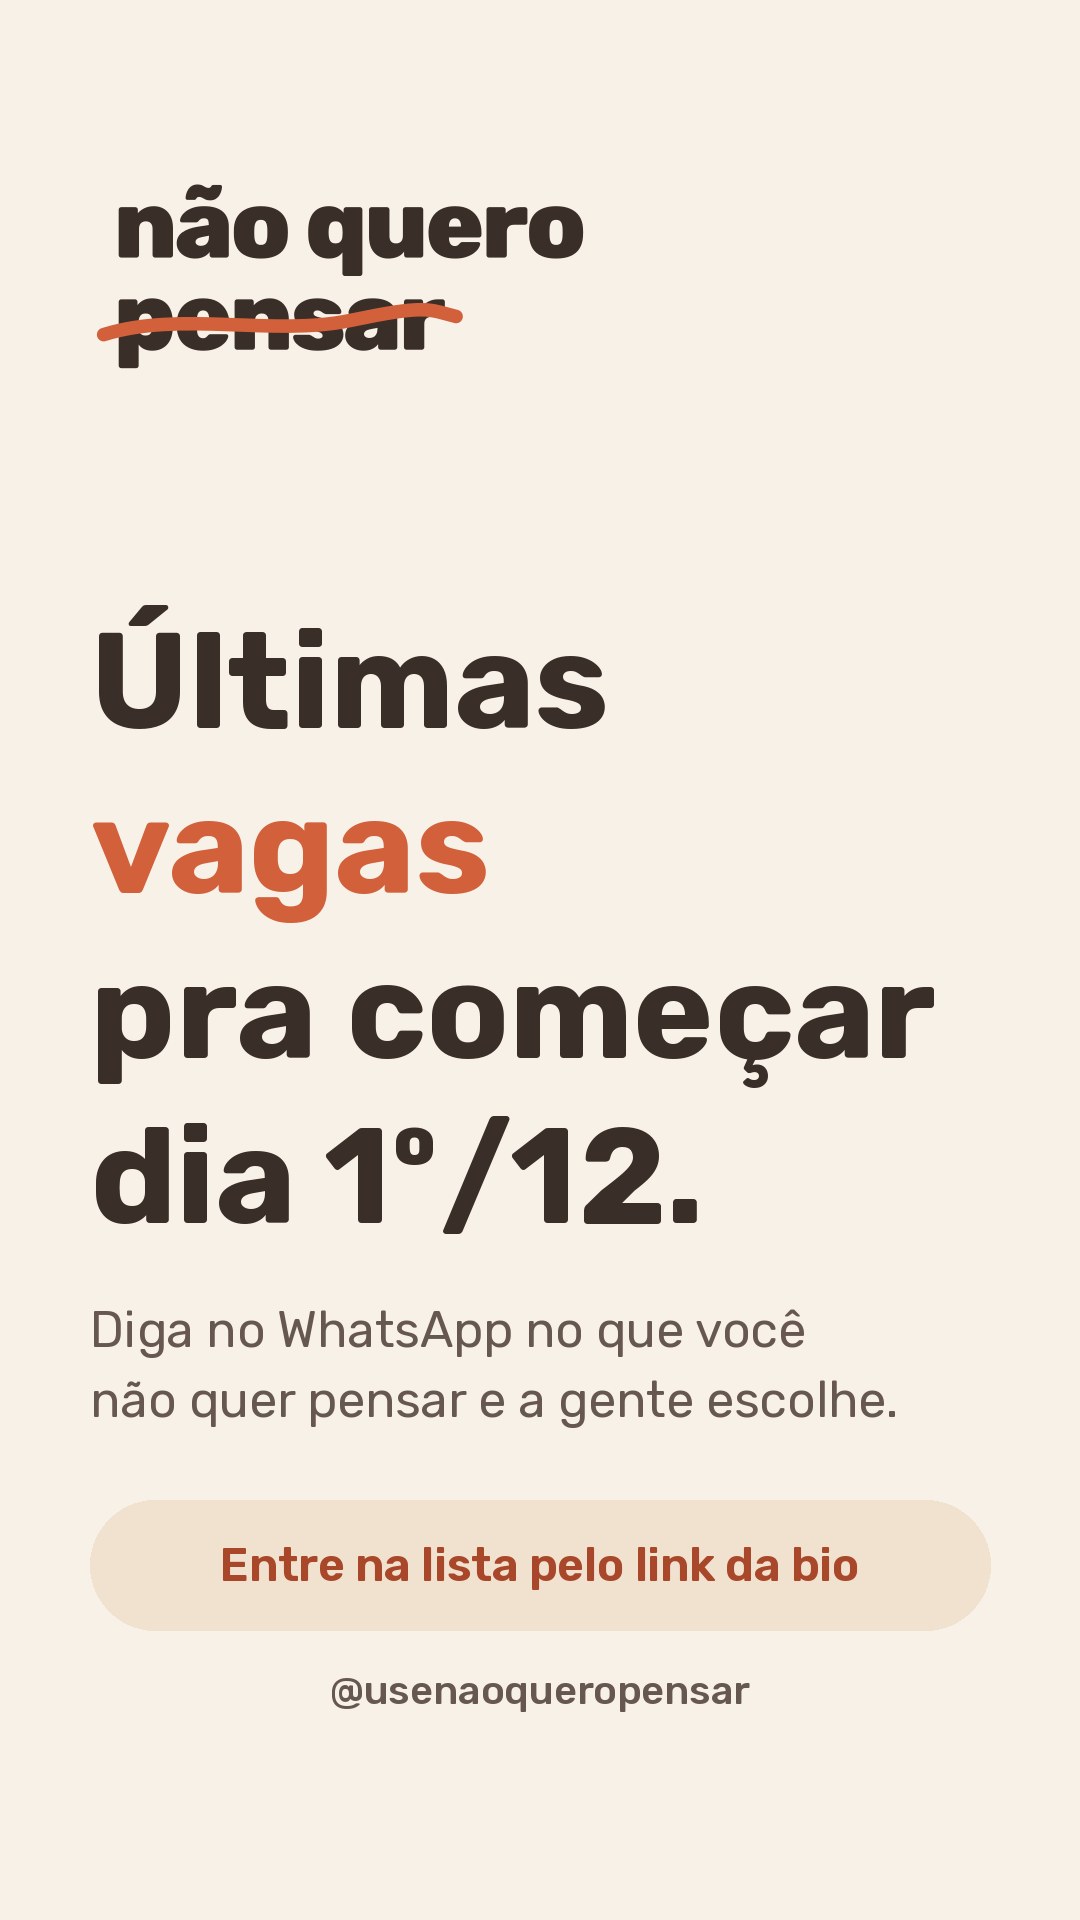 não quero
pensar
Últimas
vagas
pra começar
dia 1º/12.
Diga no WhatsApp no que você
não quer pensar e a gente escolhe.
Entre na lista pelo link da bio
@usenaoqueropensar